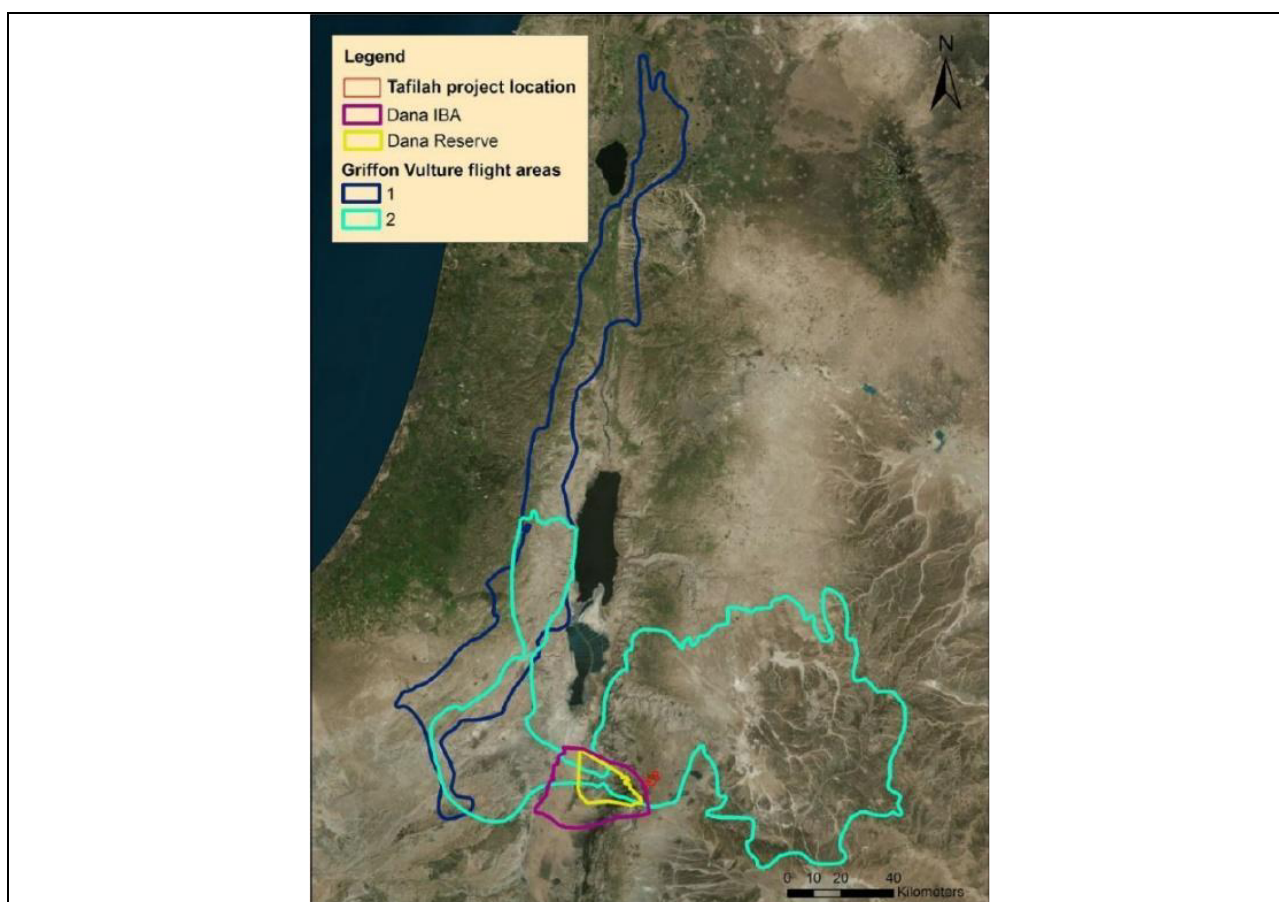 Legend
Tafilah project location
Dana IBA
Dana Reserve
Griffon Vulture flight areas
1
2
N
0 10 20 40
Kilometers